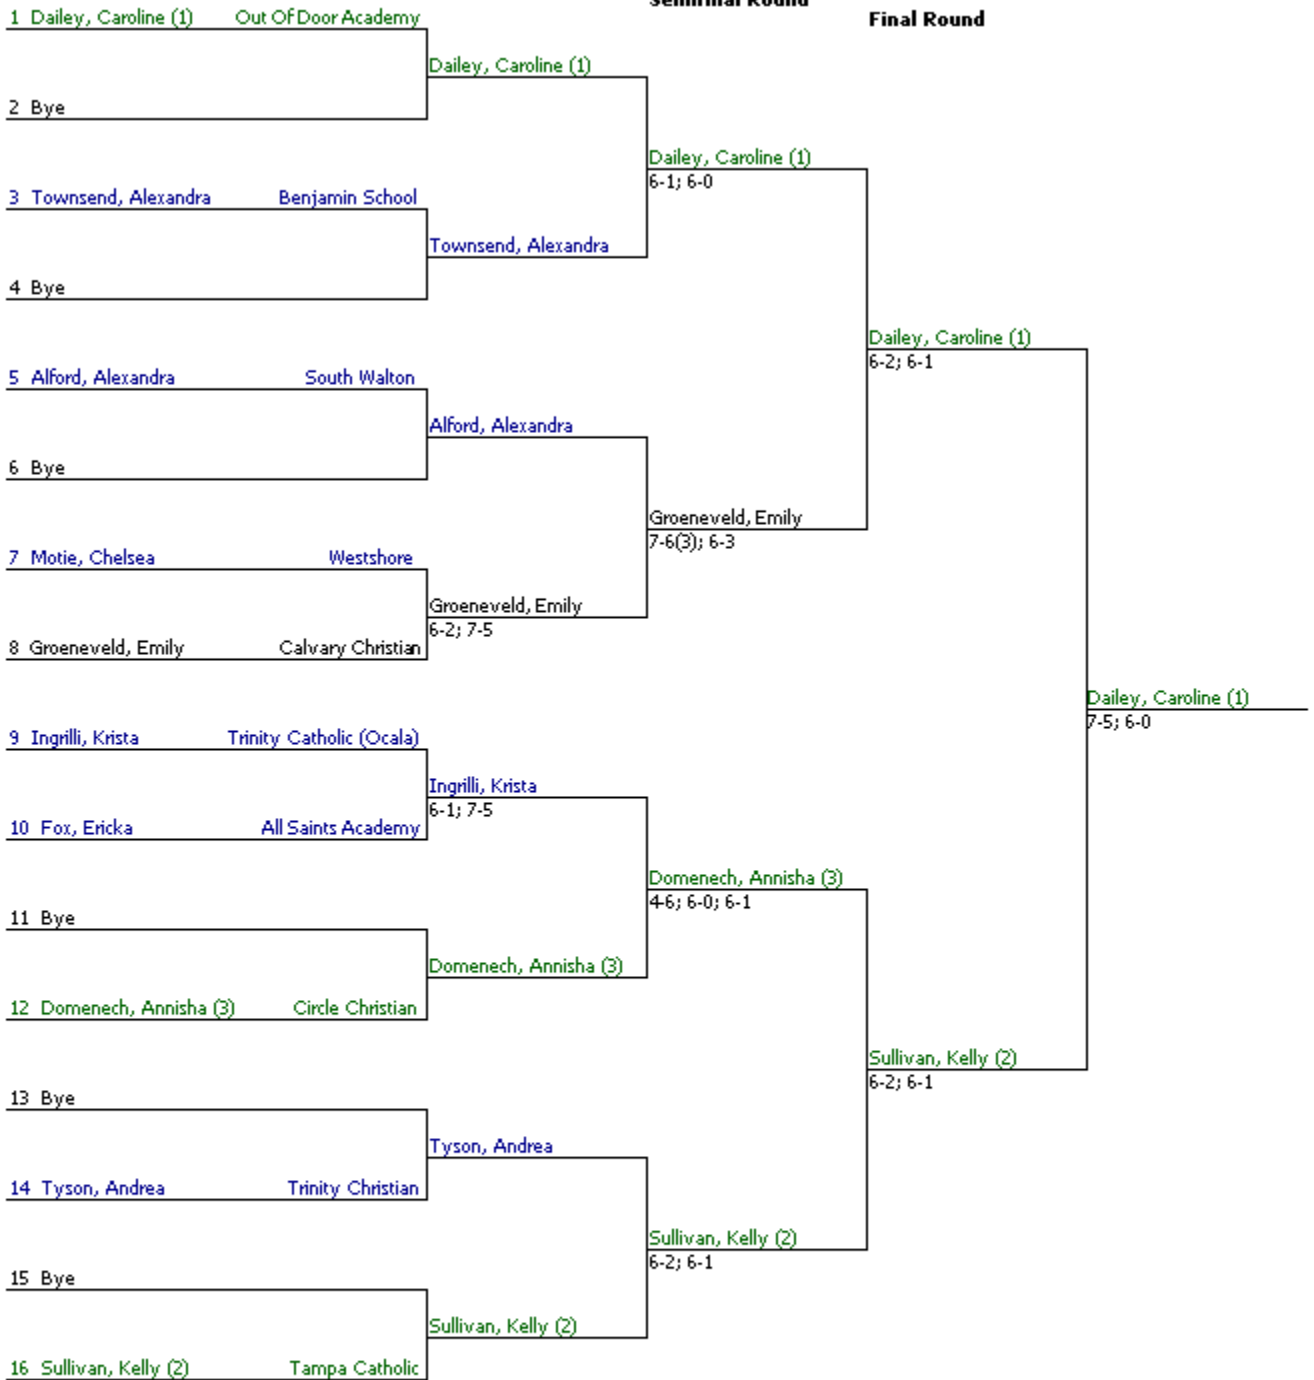 Semifinal Round
Final Round
1 Dailey, Caroline (1) Out Of Door Academy
Dailey, Caroline (1)
2 Bye
Dailey, Caroline (1)
6-1; 6-0
3 Townsend, Alexandra Benjamin School
Townsend, Alexandra
4 Bye
Dailey, Caroline (1)
6-2; 6-1
5 Alford, Alexandra South Walton
Alford, Alexandra
6 Bye
Groeneveld, Emily
7-6(3); 6-3
7 Motie, Chelsea Westshore
Groeneveld, Emily
6-2; 7-5
8 Groeneveld, Emily Calvary Christian
Dailey, Caroline (1)
7-5; 6-0
9 Ingrilli, Krista Trinity Catholic (Ocala)
Ingrilli, Krista
6-1; 7-5
10 Fox, Ericka All Saints Academy
Domenech, Annisha (3)
4-6; 6-0; 6-1
11 Bye
Domenech, Annisha (3)
12 Domenech, Annisha (3) Circle Christian
Sullivan, Kelly (2)
6-2; 6-1
13 Bye
Tyson, Andrea
14 Tyson, Andrea Trinity Christian
Sullivan, Kelly (2)
6-2; 6-1
15 Bye
Sullivan, Kelly (2)
16 Sullivan, Kelly (2) Tampa Catholic